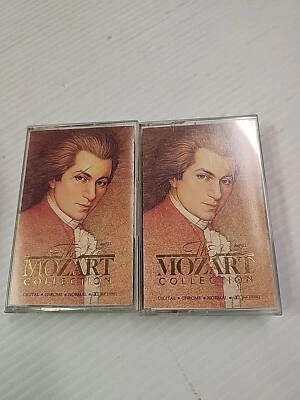 The
MOZART
COLLECTION
DIGITAL • CHROME • NORMAL •
The
MOZART
COLLECTION
DIGITAL • CHROME • NORMAL •